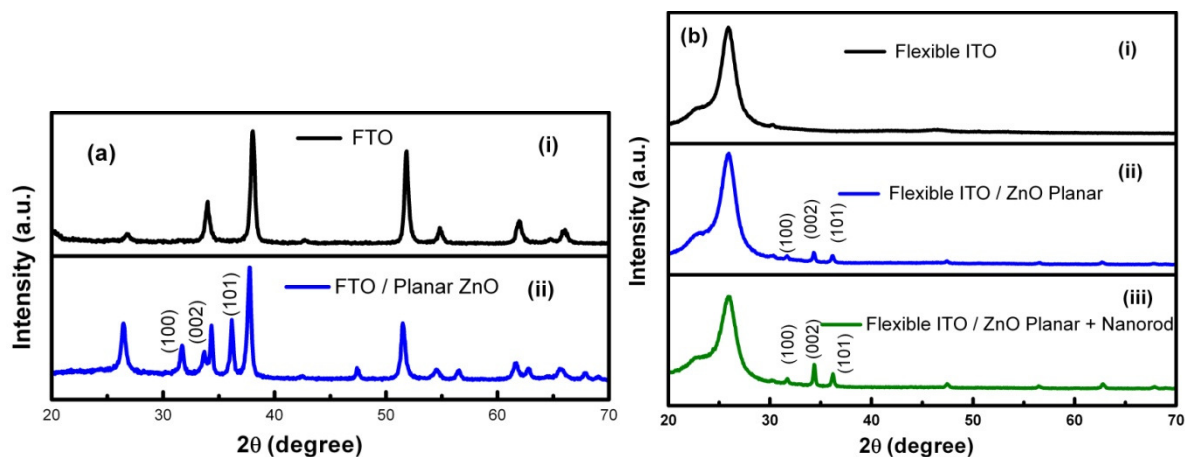 (a)
FTO
(i)
(100)
(002)
(101)
FTO / Planar ZnO
(ii)
Intensity (a.u.)
20 30 40 50 60 70
2θ (degree)
(b)
Flexible ITO
(i)
Intensity (a.u.)
Flexible ITO / ZnO Planar
(ii)
(100)
(002)
(101)
Intensity (a.u.)
(iii)
Flexible ITO / ZnO Planar + Nanorod
(100)
(002)
(101)
20 30 40 50 60 70
2θ (degree)